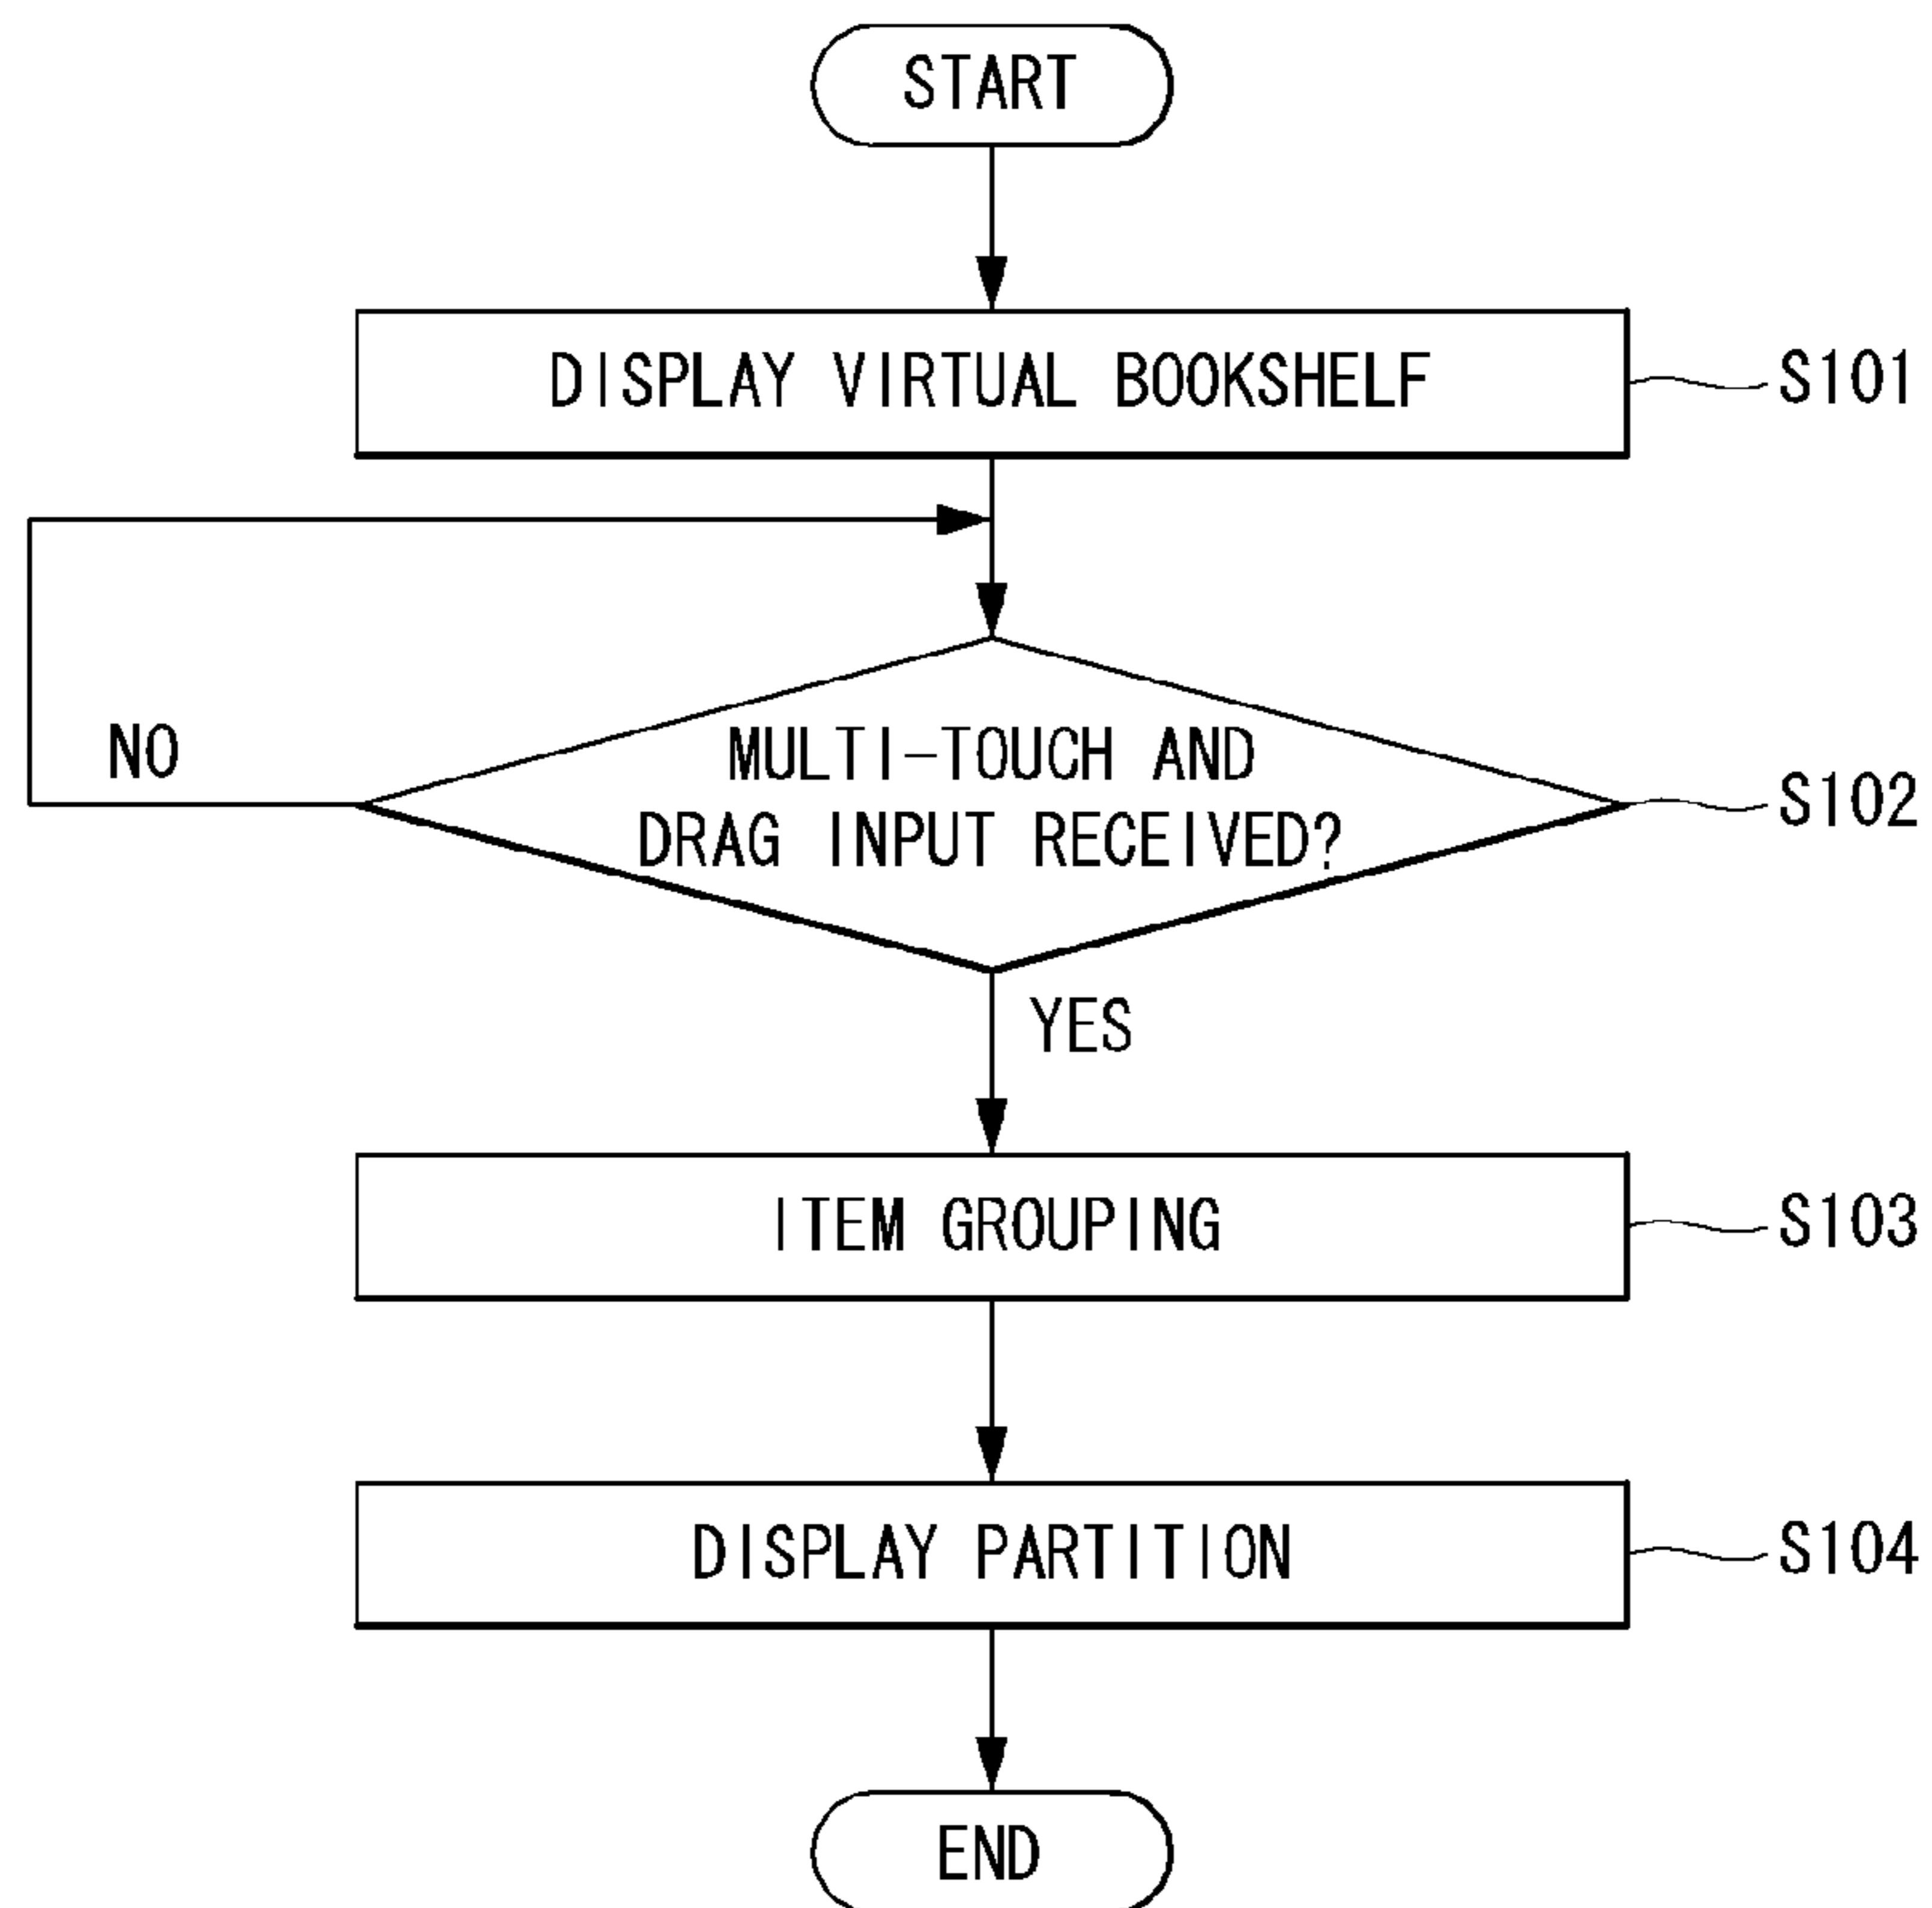 START
DISPLAY VIRTUAL BOOKSHELF
S101
NO
MULTI-TOUCH AND
DRAG INPUT RECEIVED?
S102
YES
ITEM GROUPING
S103
DISPLAY PARTITION
S104
END